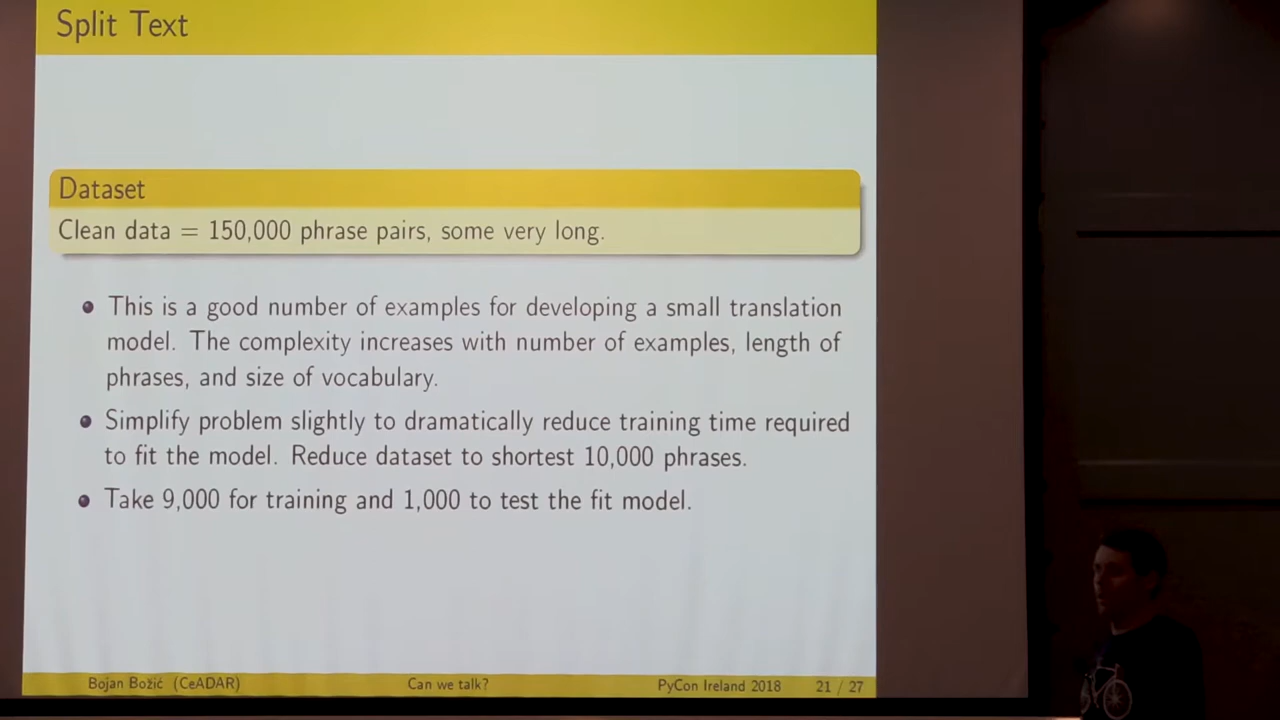 Split Text
Dataset
Clean data = 150,000 phrase pairs, some very long.
• This is a good number of examples for developing a small translation
model. The complexity increases with number of examples, length of
phrases, and size of vocabulary.
• Simplify problem slightly to dramatically reduce training time required
to fit the model. Reduce dataset to shortest 10,000 phrases.
• Take 9,000 for training and 1,000 to test the fit model.
Bojan Božić (CeADAR) Can we talk? PyCon Ireland 2018 21 / 27